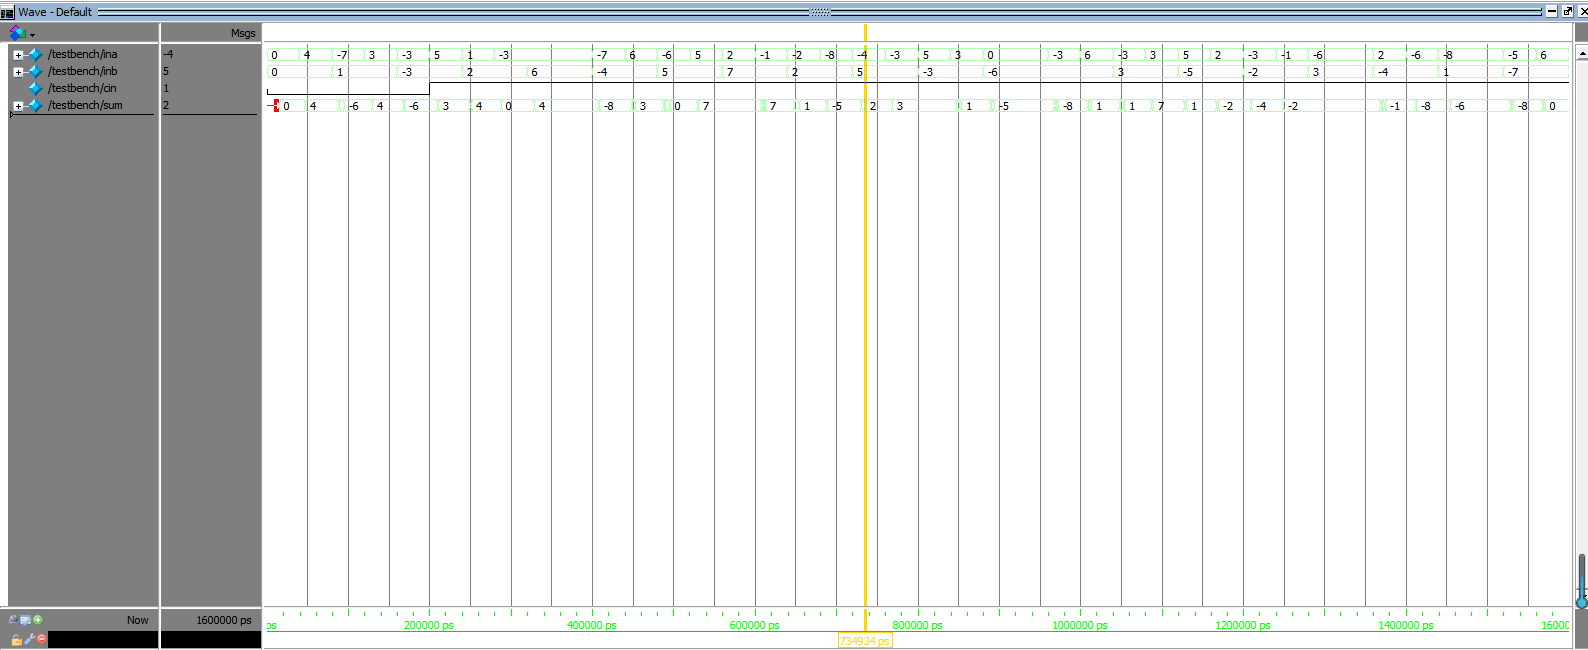 Wave - Default
Msgs
/testbench/ina -4 0 4 -7 3 -3 5 1 -3 -7 6 -6 5 2 -1 -2 -8 -4 -3 5 3 0 -3 6 -3 3 5 2 -3 -1 -6 2 -6 -8 -5 6
/testbench/inb 5 0 1 -3 2 6 -4 5 7 2 5 -3 -6 3 -5 -2 3 -4 1 -7
/testbench/cin 1
/testbench/sum 2 0 4 -6 4 -6 3 4 0 4 -8 3 0 7 7 1 -5 2 3 1 -5 -8 1 1 7 1 -2 -4 -2 -1 -8 -6 -8 0
Now 1600000 ps ps 200000 ps 400000 ps 600000 ps 800000 ps 1000000 ps 1200000 ps 1400000 ps 16000
734934 ps